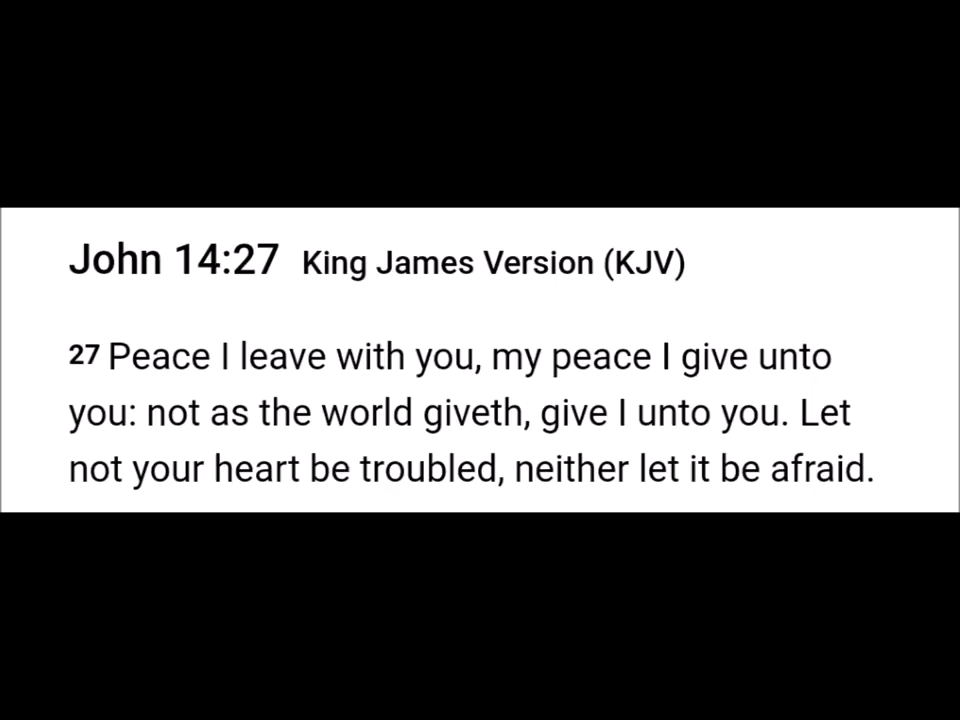 John 14:27 King James Version (KJV)
27 Peace I leave with you, my peace I give unto
you: not as the world giveth, give I unto you. Let
not your heart be troubled, neither let it be afraid.